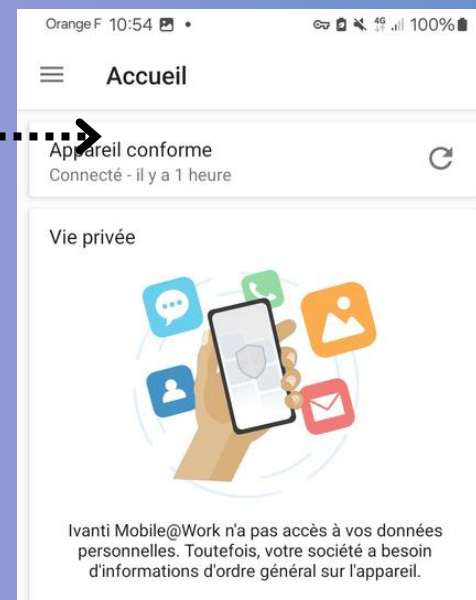 Orange F 10:54
4G 100%
Accueil
Appareil conforme
Connecté - il y a 1 heure
Vie privée
Ivanti Mobile@Work n'a pas accès à vos données
personnelles. Toutefois, votre société a besoin
d'informations d'ordre général sur l'appareil.